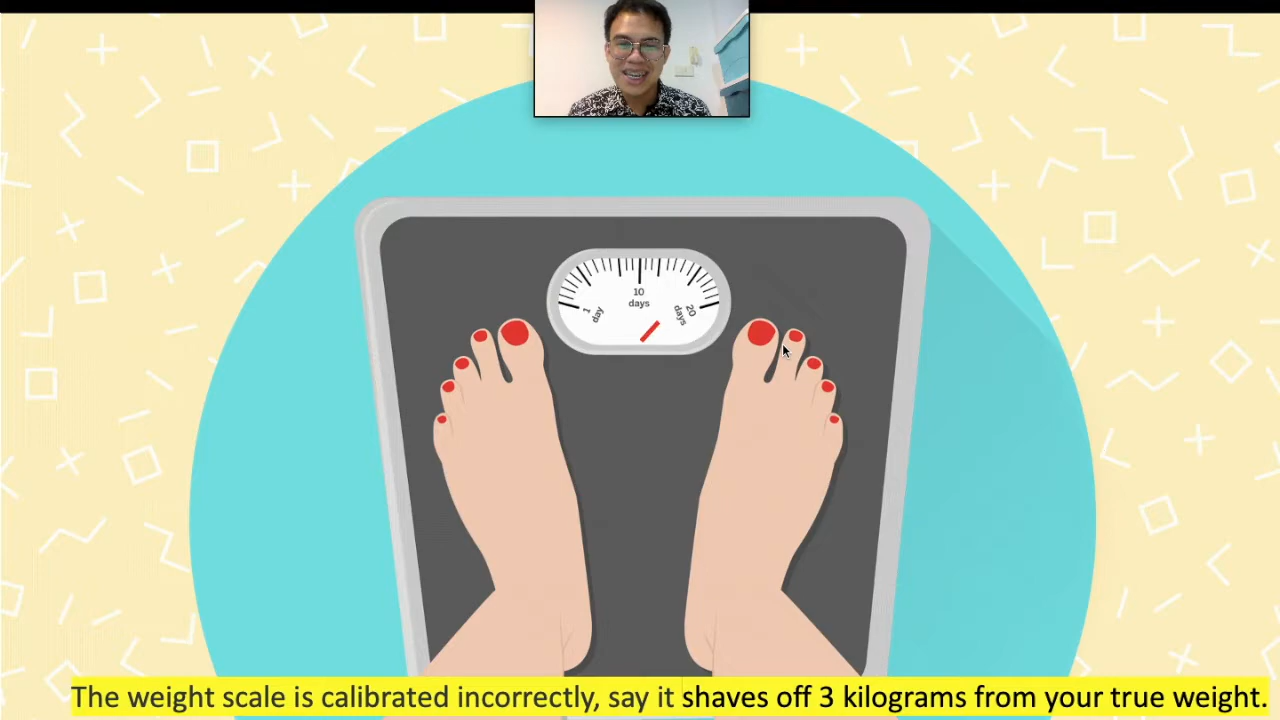 10
days
1
day
20
days
The weight scale is calibrated incorrectly, say it shaves off 3 kilograms from your true weight.